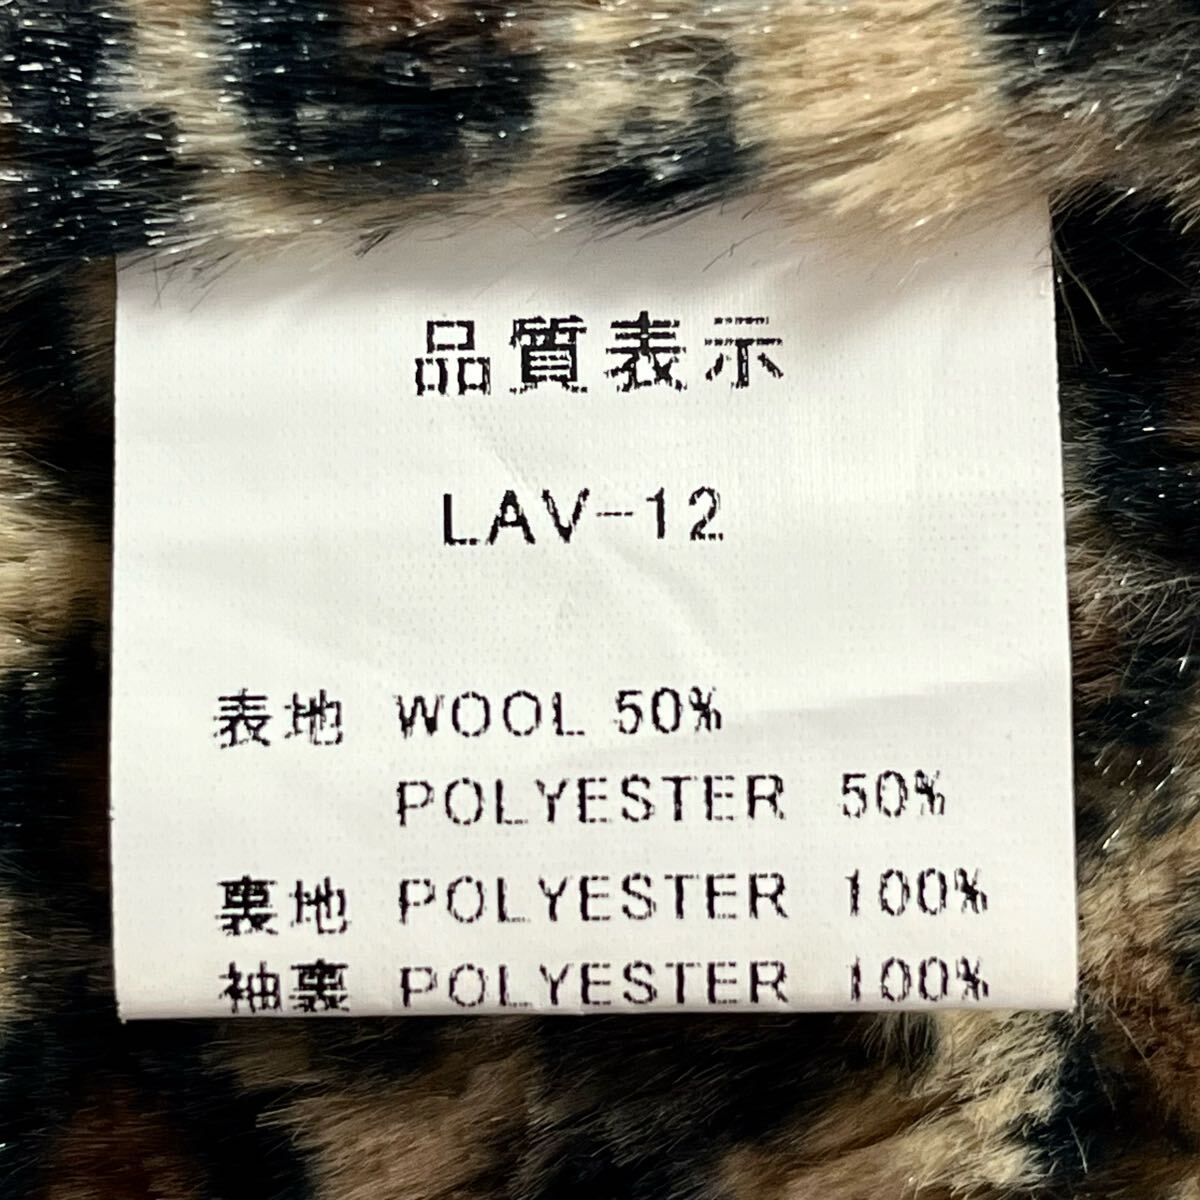 品質表示
LAV-12
表地 WOOL 50%
POLYESTER 50%
裏地 POLYESTER 100%
袖裏 POLYESTER 100%